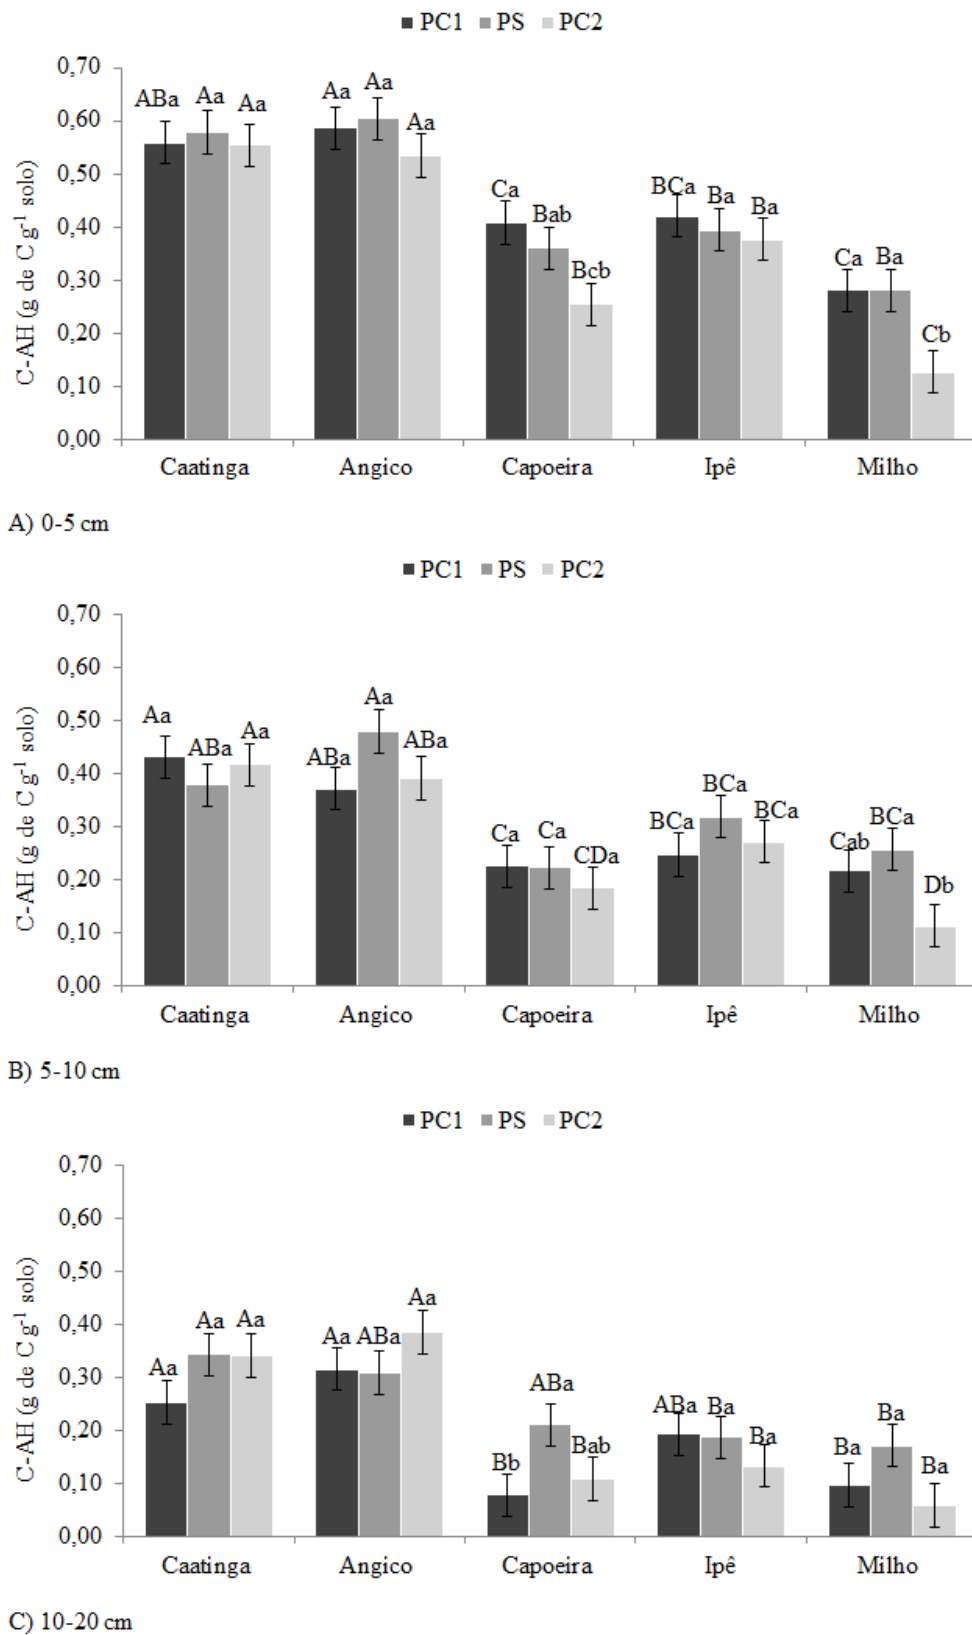 PC1 PS PC2
0,70
0,60
0,50
0,40
0,30
0,20
0,10
0,00
C-AH (g de C g⁻¹ solo)
ABa Aa Aa Aa Aa Aa Ca Bab Bcb BCa Ba Ba Ca Ba Cb
Caatinga Angico Capoeira Ipê Milho
A) 0-5 cm
PC1 PS PC2
0,70
0,60
0,50
0,40
0,30
0,20
0,10
0,00
C-AH (g de C g⁻¹ solo)
Aa ABa Aa ABa Aa ABa Ca Ca CDa BCa BCa BCa Cab BCa Db
Caatinga Angico Capoeira Ipê Milho
B) 5-10 cm
PC1 PS PC2
0,70
0,60
0,50
0,40
0,30
0,20
0,10
0,00
C-AH (g de C g⁻¹ solo)
Aa Aa Aa Aa ABa Aa Bb ABa Bab ABa Ba Ba Ba Ba Ba
Caatinga Angico Capoeira Ipê Milho
C) 10-20 cm